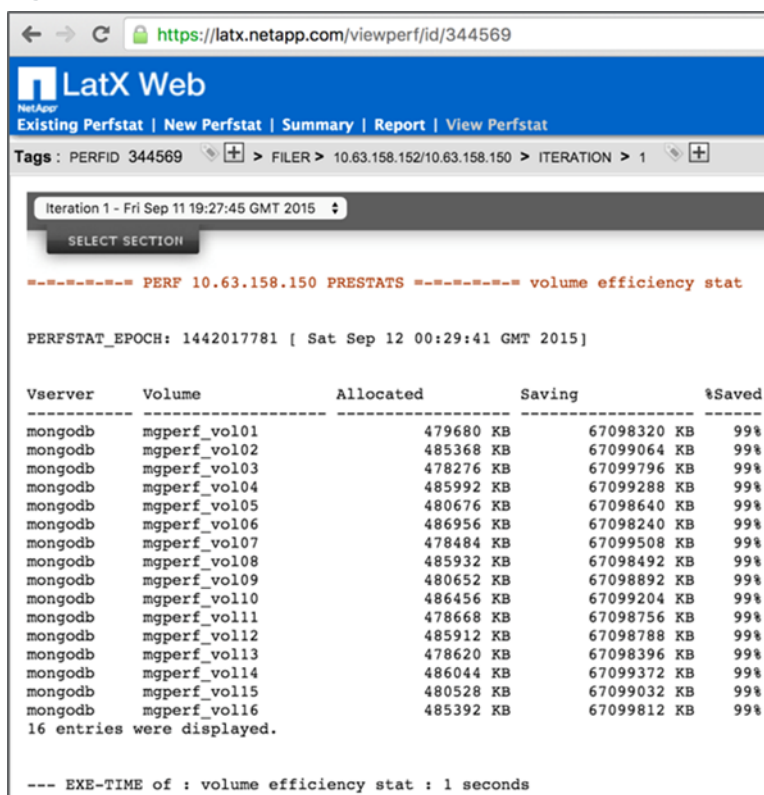 https://latx.netapp.com/viewperf/id/344569
LatX Web
NetApp
Existing Perfstat | New Perfstat | Summary | Report | View Perfstat
Tags : PERFID 344569 > FILER > 10.63.158.152/10.63.158.150 > ITERATION > 1
Iteration 1 - Fri Sep 11 19:27:45 GMT 2015
SELECT SECTION
=-=-=-=-=-= PERF 10.63.158.150 PRESTATS =-=-=-=-=-= volume efficiency stat
PERFSTAT_EPOCH: 1442017781 [ Sat Sep 12 00:29:41 GMT 2015]
Vserver Volume Allocated Saving %Saved
----------- ------------------- ------------------ ------------------ ------
mongodb mgperf_vol01 479680 KB 67098320 KB 99%
mongodb mgperf_vol02 485368 KB 67099064 KB 99%
mongodb mgperf_vol03 478276 KB 67099796 KB 99%
mongodb mgperf_vol04 485992 KB 67099288 KB 99%
mongodb mgperf_vol05 480676 KB 67098640 KB 99%
mongodb mgperf_vol06 486956 KB 67098240 KB 99%
mongodb mgperf_vol07 478484 KB 67099508 KB 99%
mongodb mgperf_vol08 485932 KB 67098492 KB 99%
mongodb mgperf_vol09 480652 KB 67098892 KB 99%
mongodb mgperf_vol10 486456 KB 67099204 KB 99%
mongodb mgperf_vol11 478668 KB 67098756 KB 99%
mongodb mgperf_vol12 485912 KB 67098788 KB 99%
mongodb mgperf_vol13 478620 KB 67098396 KB 99%
mongodb mgperf_vol14 486044 KB 67099372 KB 99%
mongodb mgperf_vol15 480528 KB 67099032 KB 99%
mongodb mgperf_vol16 485392 KB 67099812 KB 99%
16 entries were displayed.
--- EXE-TIME of : volume efficiency stat : 1 seconds